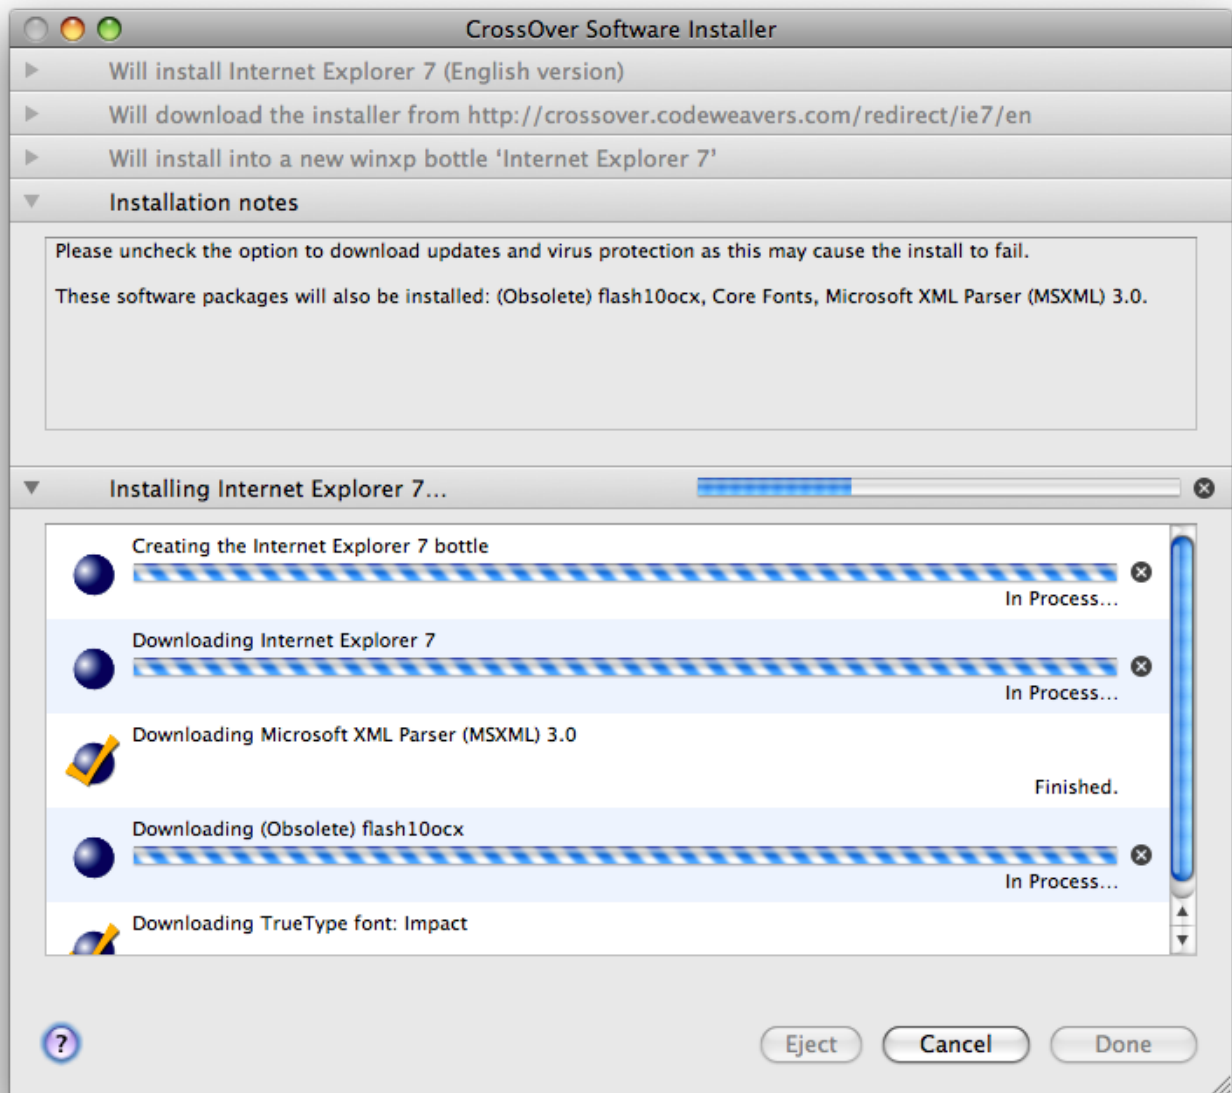 CrossOver Software Installer
Will install Internet Explorer 7 (English version)
Will download the installer from http://crossover.codeweavers.com/redirect/ie7/en
Will install into a new winxp bottle ‘Internet Explorer 7’
Installation notes
Please uncheck the option to download updates and virus protection as this may cause the install to fail.
These software packages will also be installed: (Obsolete) flash10ocx, Core Fonts, Microsoft XML Parser (MSXML) 3.0.
Installing Internet Explorer 7...
Creating the Internet Explorer 7 bottle
In Process...
Downloading Internet Explorer 7
In Process...
Downloading Microsoft XML Parser (MSXML) 3.0
Finished.
Downloading (Obsolete) flash10ocx
In Process...
Downloading TrueType font: Impact
?
Eject
Cancel
Done